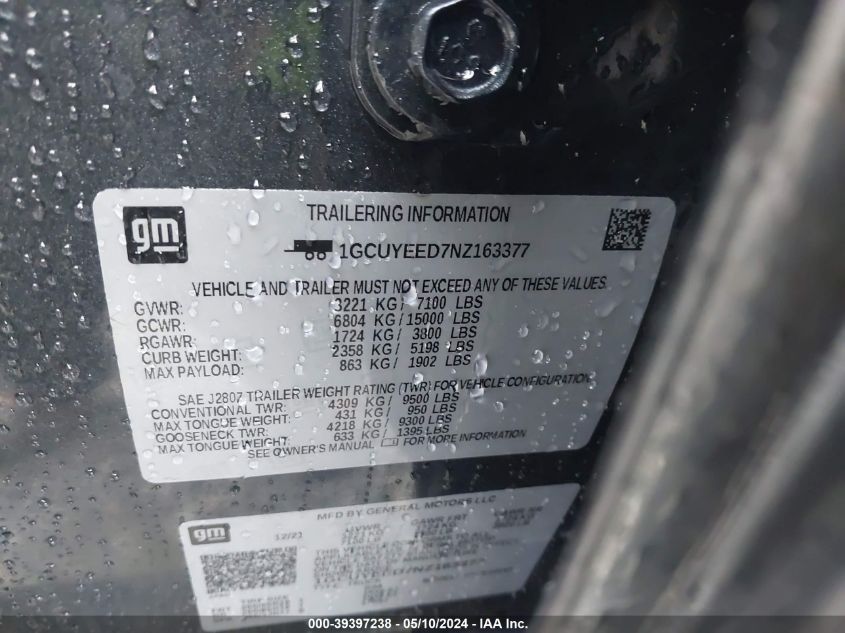 gm
TRAILERING INFORMATION
1GCUYEED7NZ163377
VEHICLE AND TRAILER MUST NOT EXCEED ANY OF THESE VALUES.
GVWR: 3221 KG / 7100 LBS
GCWR: 6804 KG / 15000 LBS
RGAWR: 1724 KG / 3800 LBS
CURB WEIGHT: 2358 KG / 5198 LBS
MAX PAYLOAD: 863 KG / 1902 LBS
SAE J2807 TRAILER WEIGHT RATING (TWR) FOR VEHICLE CONFIGURATION
CONVENTIONAL TWR: 4309 KG / 9500 LBS
MAX TONGUE WEIGHT: 431 KG / 950 LBS
GOOSENECK TWR: 4218 KG / 9300 LBS
MAX TONGUE WEIGHT: 633 KG / 1395 LBS
SEE OWNER'S MANUAL FOR MORE INFORMATION
gm
MFD BY GENERAL MOTORS LLC
12/21 GVWR GAWR FRT
000-39397238 - 05/10/2024 - IAA Inc.